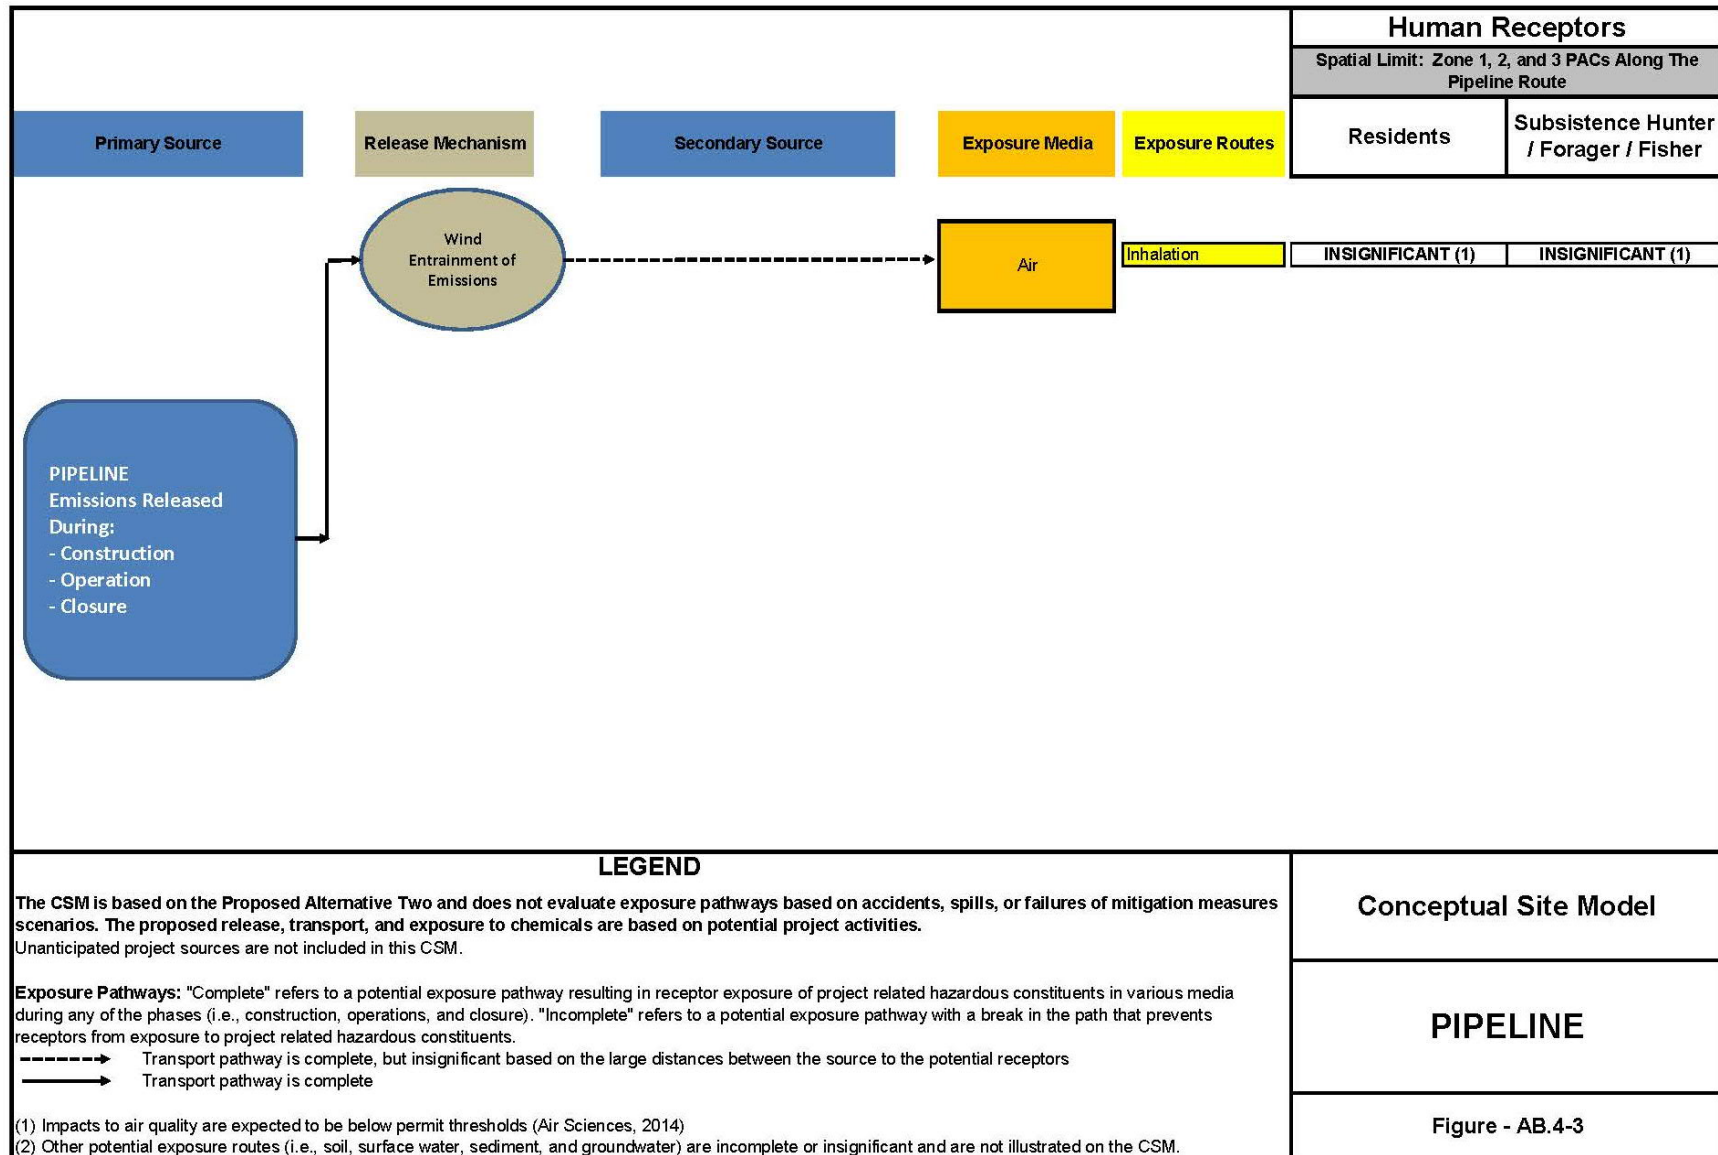 Human Receptors
Spatial Limit: Zone 1, 2, and 3 PACs Along The
Pipeline Route
Primary Source
Release Mechanism
Secondary Source
Exposure Media
Exposure Routes
Residents
Subsistence Hunter
/ Forager / Fisher
Wind
Entrainment of
Emissions
Air
Inhalation
INSIGNIFICANT (1)
INSIGNIFICANT (1)
PIPELINE
Emissions Released
During:
- Construction
- Operation
- Closure
LEGEND
The CSM is based on the Proposed Alternative Two and does not evaluate exposure pathways based on accidents, spills, or failures of mitigation measures
scenarios. The proposed release, transport, and exposure to chemicals are based on potential project activities.
Unanticipated project sources are not included in this CSM.
Exposure Pathways: "Complete" refers to a potential exposure pathway resulting in receptor exposure of project related hazardous constituents in various media
during any of the phases (i.e., construction, operations, and closure). "Incomplete" refers to a potential exposure pathway with a break in the path that prevents
receptors from exposure to project related hazardous constituents.
Transport pathway is complete, but insignificant based on the large distances between the source to the potential receptors
Transport pathway is complete
(1) Impacts to air quality are expected to be below permit thresholds (Air Sciences, 2014)
(2) Other potential exposure routes (i.e., soil, surface water, sediment, and groundwater) are incomplete or insignificant and are not illustrated on the CSM.
Conceptual Site Model
PIPELINE
Figure - AB.4-3